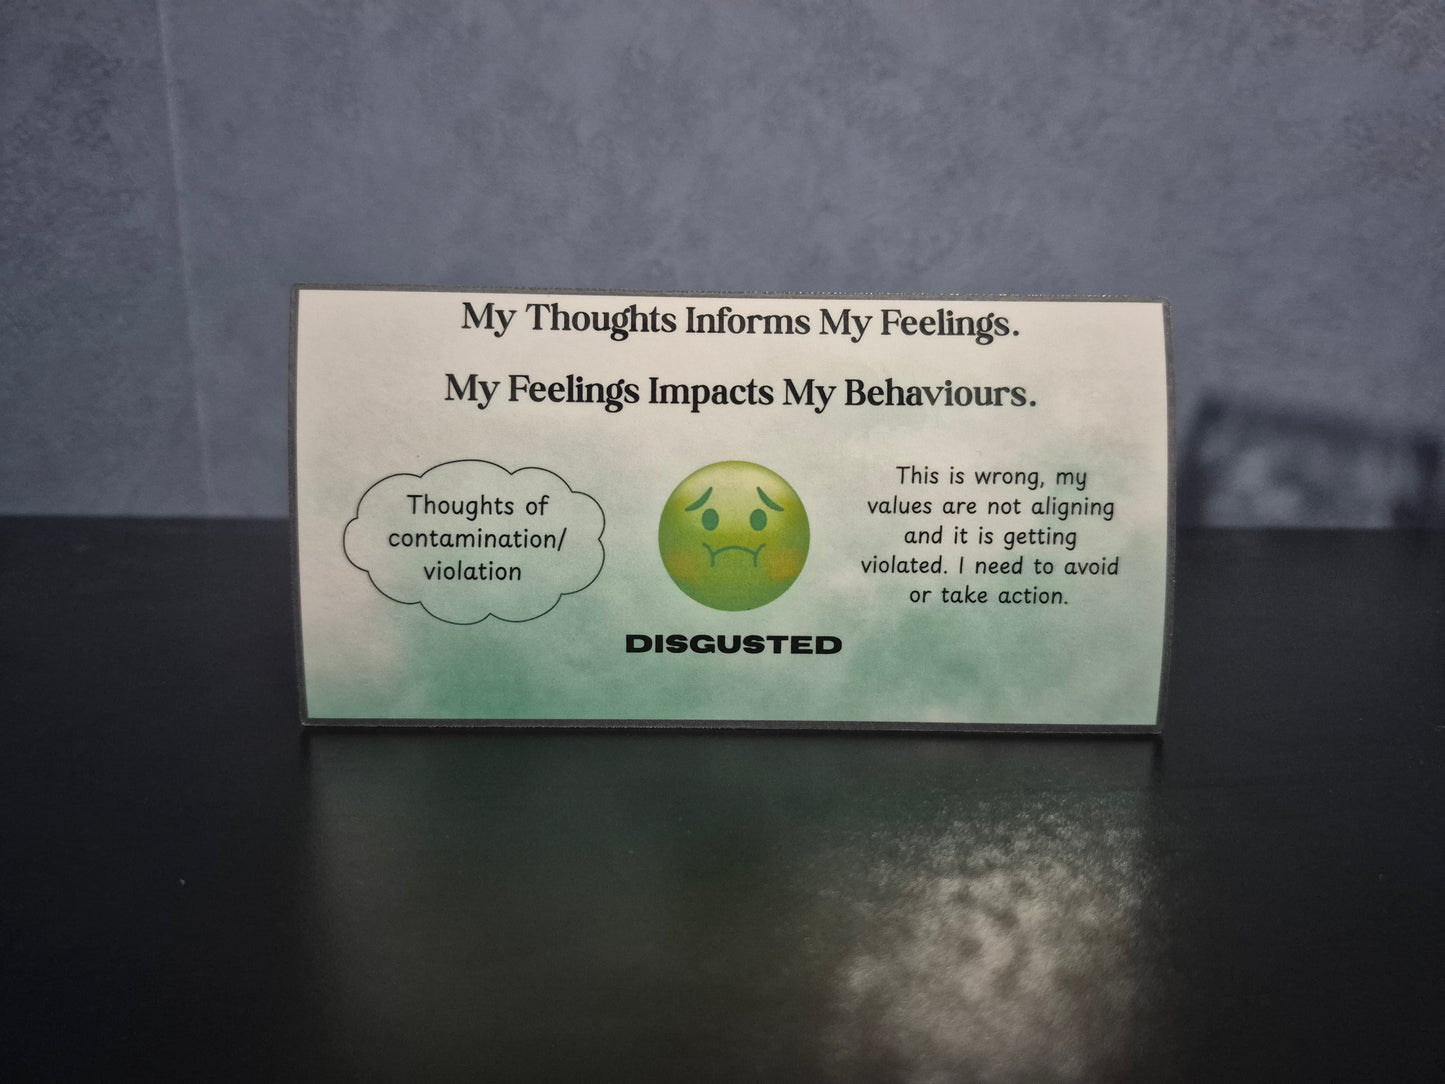 My Thoughts Informs My Feelings.
My Feelings Impacts My Behaviours.
Thoughts of
contamination/
violation
DISGUSTED
This is wrong, my
values are not aligning
and it is getting
violated. I need to avoid
or take action.